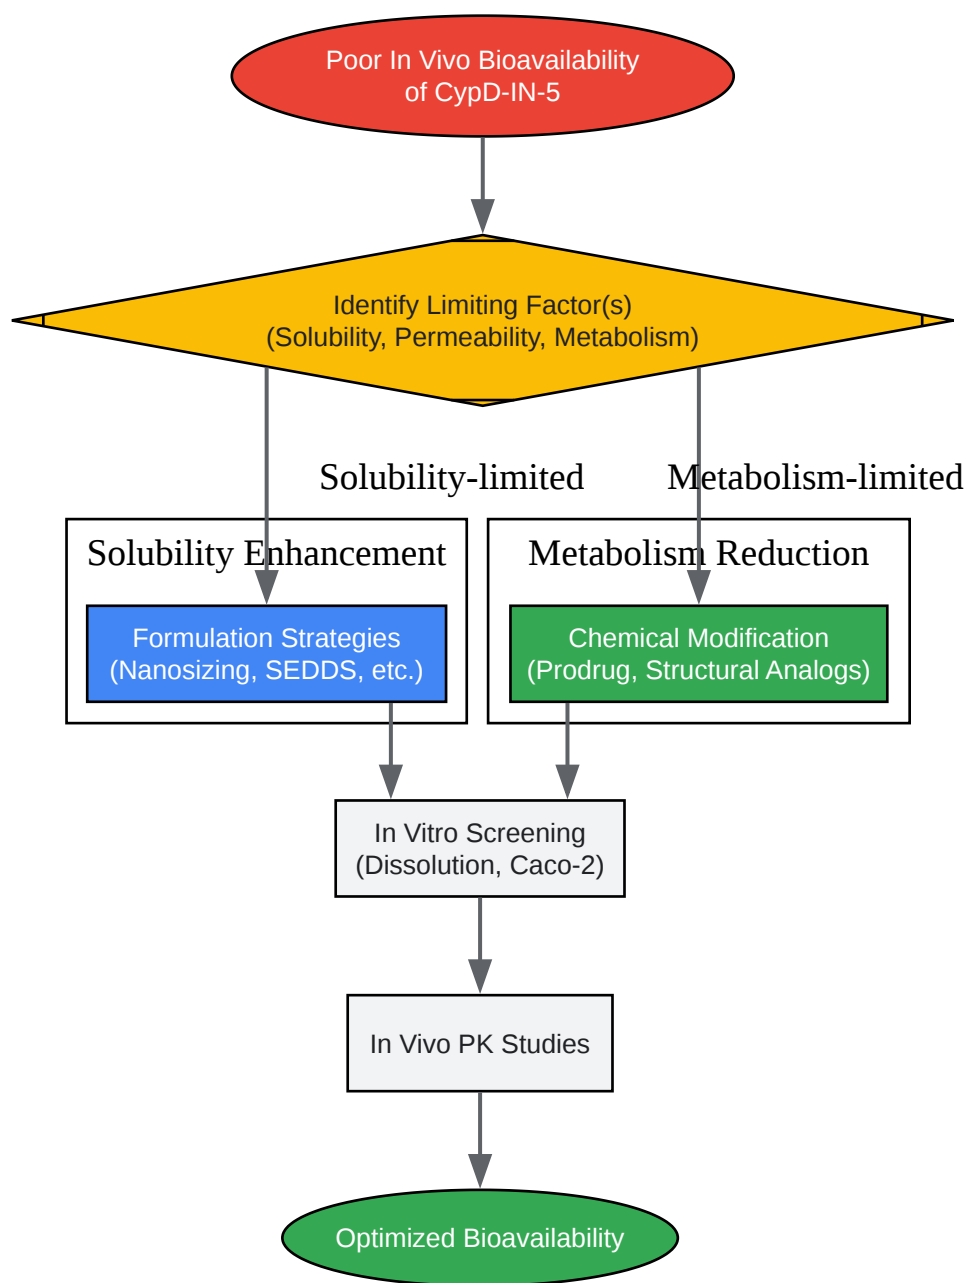 Poor In Vivo Bioavailability
of CypD-IN-5
Identify Limiting Factor(s)
(Solubility, Permeability, Metabolism)
Solubility-limited
Metabolism-limited
Solubility Enhancement
Metabolism Reduction
Formulation Strategies
(Nanosizing, SEDDS, etc.)
Chemical Modification
(Prodrug, Structural Analogs)
In Vitro Screening
(Dissolution, Caco-2)
In Vivo PK Studies
Optimized Bioavailability